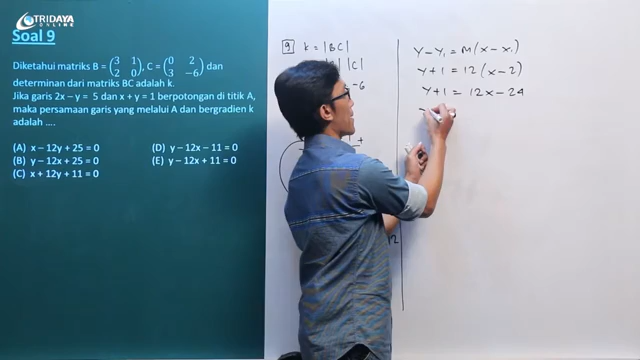 TRIDAYA
ONLINE
Soal 9
Diketahui matriks B = (3 1 2 0), C = (0 2 3 −6) dan
determinan dari matriks BC adalah k.
Jika garis 2x − y = 5 dan x + y = 1 berpotongan di titik A,
maka persamaan garis yang melalui A dan bergradien k
adalah ....
(A) x − 12y + 25 = 0
(B) y − 12x + 25 = 0
(C) x + 12y + 11 = 0
(D) y − 12x − 11 = 0
(E) y − 12x + 11 = 0
9) k = |BC|
|C|
-6
12
y - y₁ = m(x - x₁)
y + 1 = 12(x - 2)
y + 1 = 12x - 24